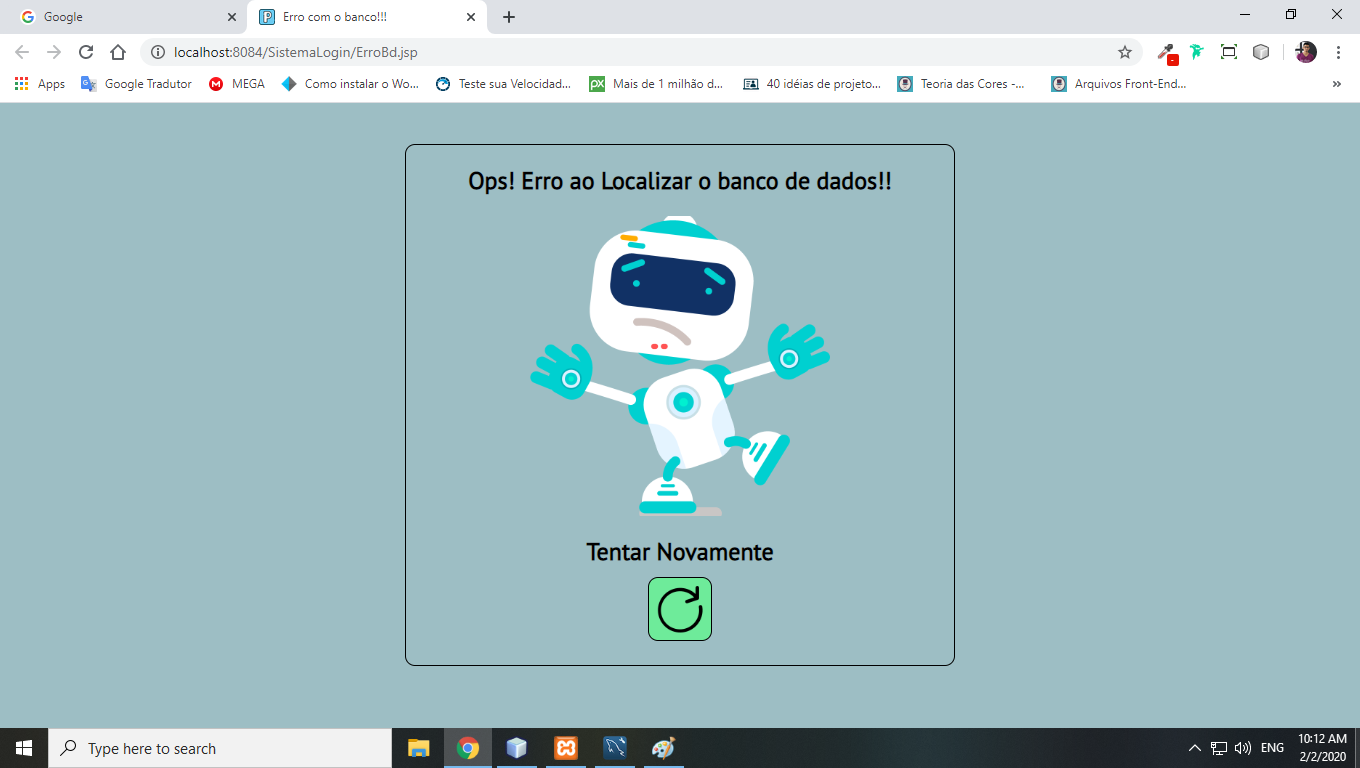 Google
Erro com o banco!!!
localhost:8084/SistemaLogin/ErroBd.jsp
Apps
Google Tradutor
MEGA
Como instalar o Wo...
Teste sua Velocidad...
px
Mais de 1 milhão d...
40 idéias de projeto...
Teoria das Cores -...
Arquivos Front-End...
»
Ops! Erro ao Localizar o banco de dados!!
Tentar Novamente
Type here to search
ENG
10:12 AM
2/2/2020